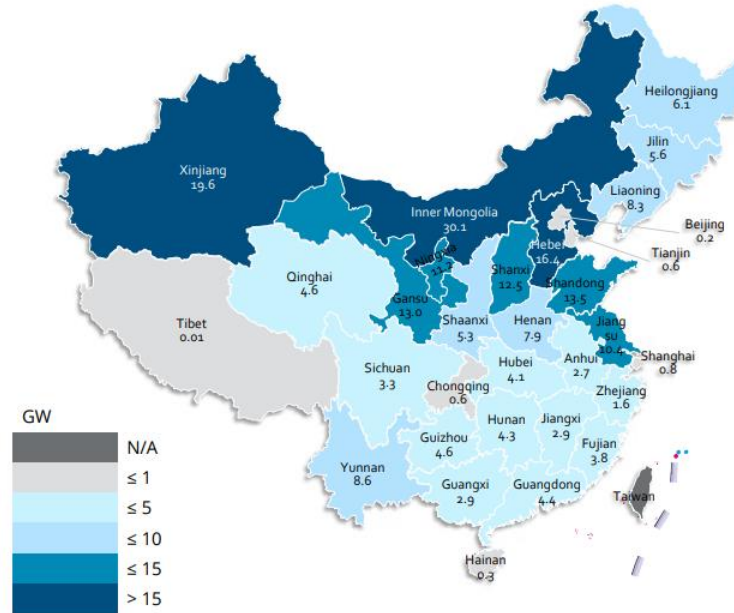 Heilongjiang
6.1
Jilin
5.6
Liaoning
8.3
Beijing
0.2
Tianjin
0.6
Xinjiang
19.6
Inner Mongolia
30.1
Hebei
16.4
Ningxia
11.2
Shanxi
12.5
Shandong
13.5
Qinghai
4.6
Gansu
13.0
Shaanxi
5.3
Henan
7.9
Jiang
su
10.4
Tibet
0.01
Sichuan
3.3
Chongqing
0.6
Hubei
4.1
Anhui
2.7
Shanghai
0.8
Zhejiang
1.6
Hunan
4.3
Jiangxi
2.9
Guizhou
4.6
Fujian
3.8
Yunnan
8.6
Guangxi
2.9
Guangdong
4.4
Taiwan
Hainan
0.3
GW
N/A
≤ 1
≤ 5
≤ 10
≤ 15
> 15